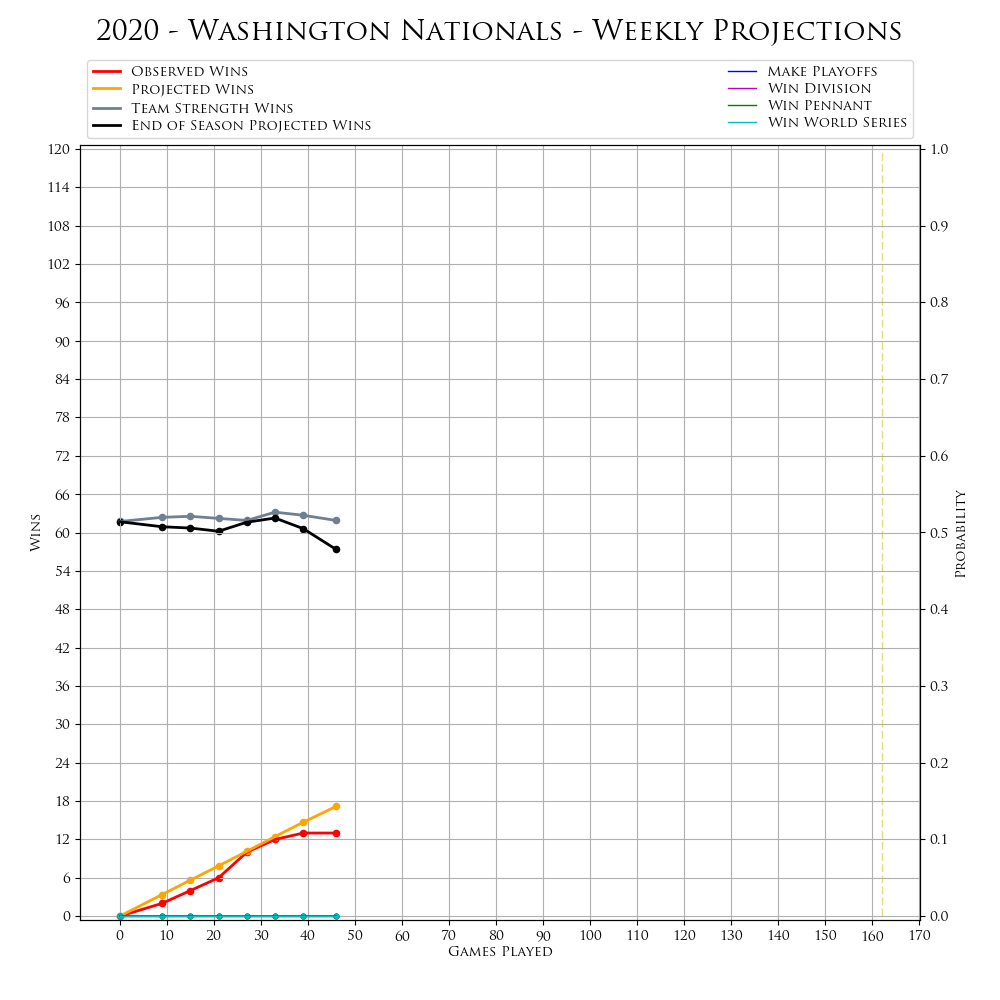 2020 - Washington Nationals - Weekly Projections
Observed Wins
Projected Wins
Team Strength Wins
End of Season Projected Wins
Make Playoffs
Win Division
Win Pennant
Win World Series
120
114
108
102
96
90
84
78
72
66
60
54
48
42
36
30
24
18
12
6
0
Wins
1.0
0.9
0.8
0.7
0.6
0.5
0.4
0.3
0.2
0.1
0.0
Probability
0 10 20 30 40 50 60 70 80 90 100 110 120 130 140 150 160 170
Games Played